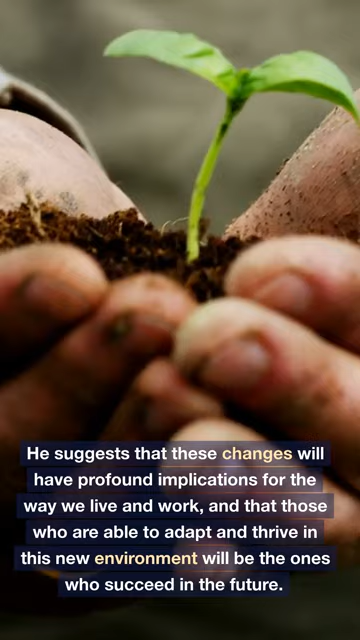 He suggests that these changes will
have profound implications for the
way we live and work, and that those
who are able to adapt and thrive in
this new environment will be the ones
who succeed in the future.